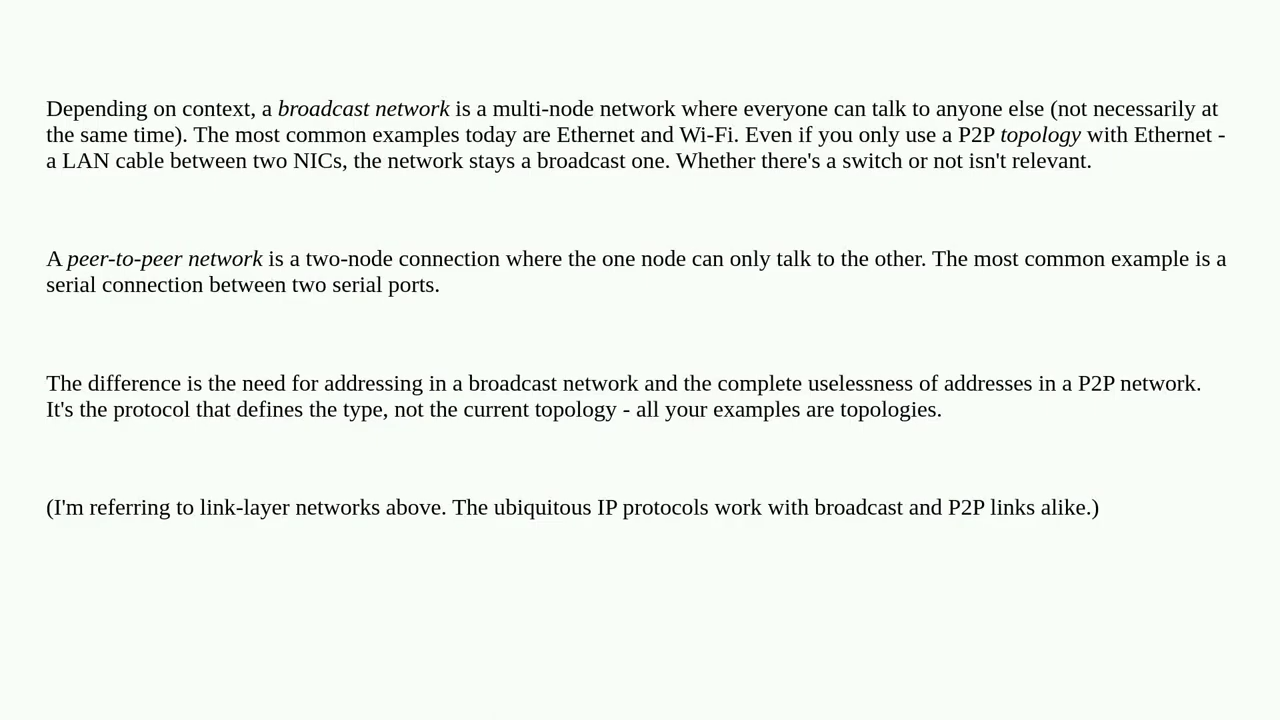 Depending on context, a broadcast network is a multi-node network where everyone can talk to anyone else (not necessarily at
the same time). The most common examples today are Ethernet and Wi-Fi. Even if you only use a P2P topology with Ethernet -
a LAN cable between two NICs, the network stays a broadcast one. Whether there's a switch or not isn't relevant.
A peer-to-peer network is a two-node connection where the one node can only talk to the other. The most common example is a
serial connection between two serial ports.
The difference is the need for addressing in a broadcast network and the complete uselessness of addresses in a P2P network.
It's the protocol that defines the type, not the current topology - all your examples are topologies.
(I'm referring to link-layer networks above. The ubiquitous IP protocols work with broadcast and P2P links alike.)